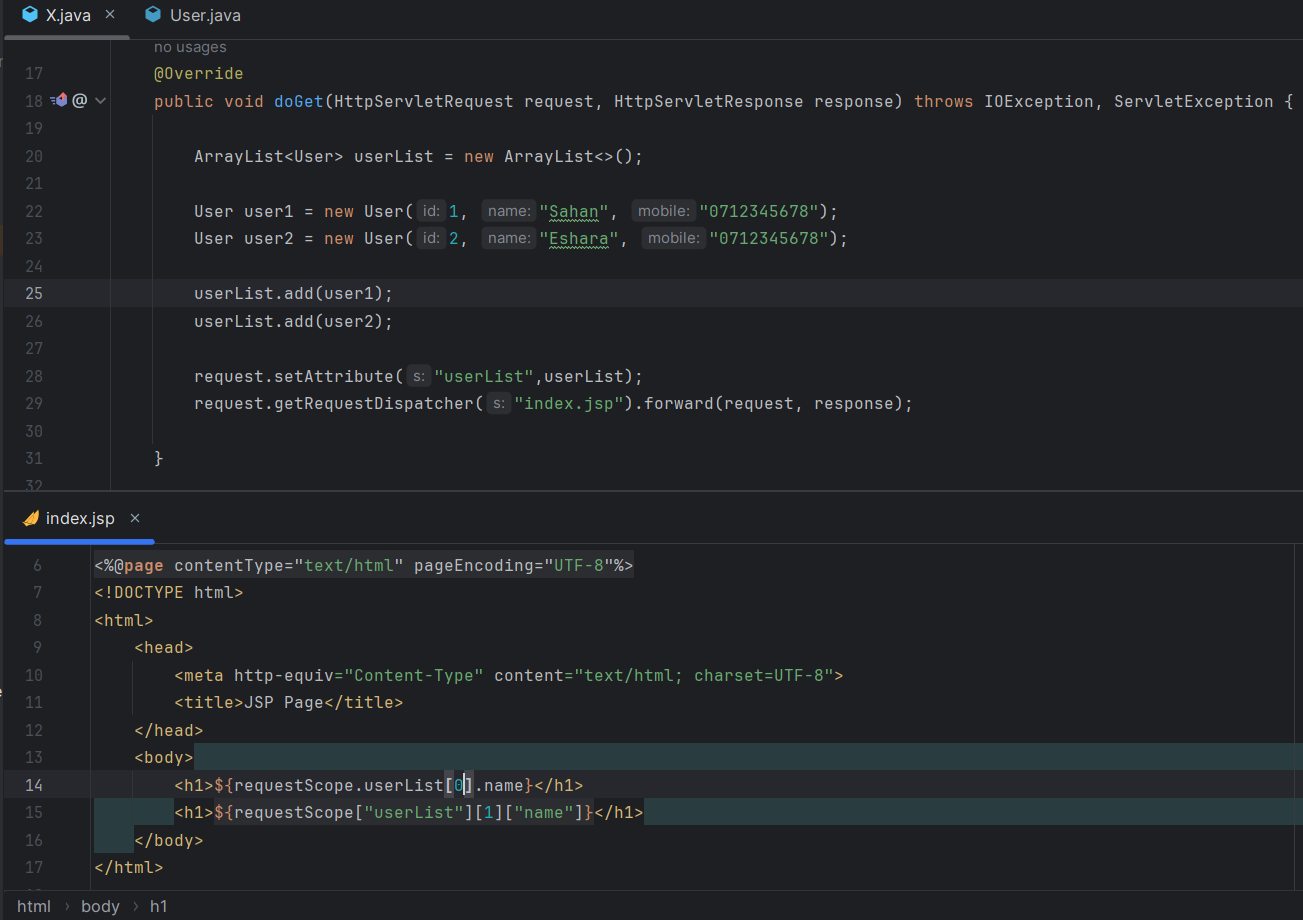 X.java ×
User.java
no usages
17 @Override
18 @ public void doGet(HttpServletRequest request, HttpServletResponse response) throws IOException, ServletException {
19
20 ArrayList<User> userList = new ArrayList<>();
21
22 User user1 = new User( id: 1, name: "Sahan", mobile: "0712345678");
23 User user2 = new User( id: 2, name: "Eshara", mobile: "0712345678");
24
25 userList.add(user1);
26 userList.add(user2);
27
28 request.setAttribute( s: "userList",userList);
29 request.getRequestDispatcher( s: "index.jsp").forward(request, response);
30
31 }
32
index.jsp ×
6 <%@page contentType="text/html" pageEncoding="UTF-8"%>
7 <!DOCTYPE html>
8 <html>
9 <head>
10 <meta http-equiv="Content-Type" content="text/html; charset=UTF-8">
11 <title>JSP Page</title>
12 </head>
13 <body>
14 <h1>${requestScope.userList[0].name}</h1>
15 <h1>${requestScope["userList"][1]["name"]}</h1>
16 </body>
17 </html>
html › body › h1